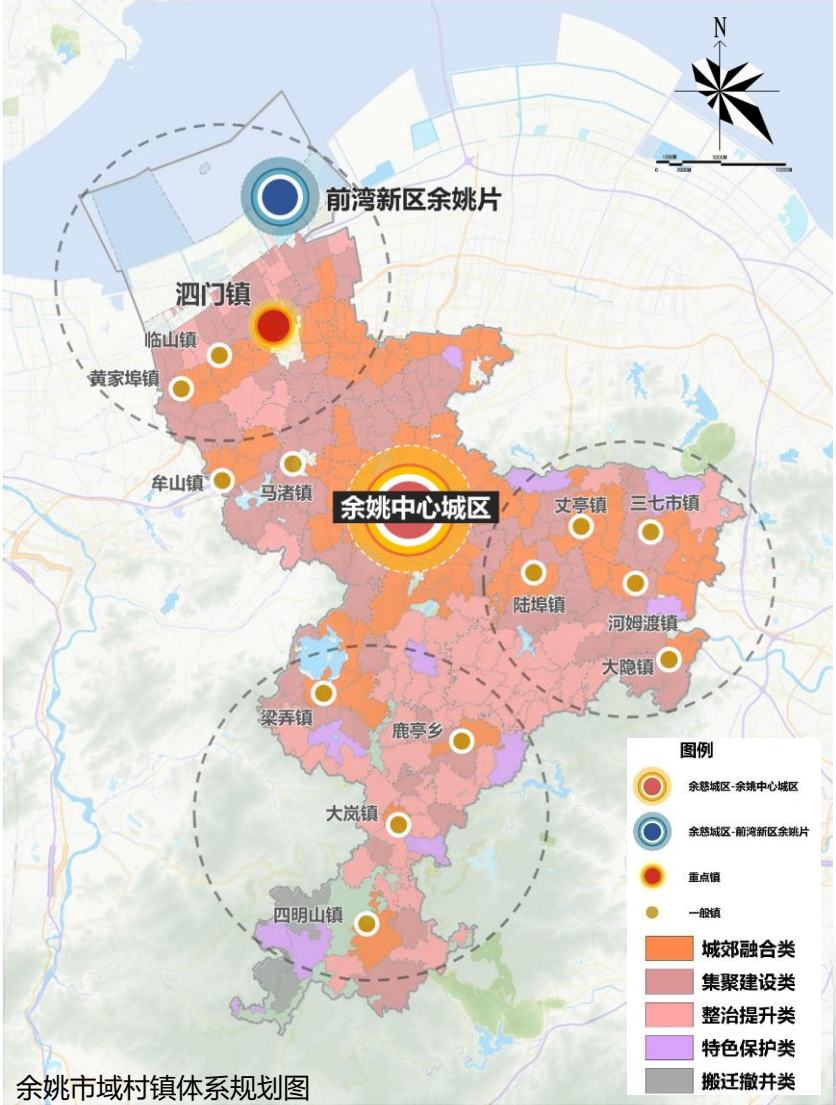 N
1000M
5000M
0
2000M
10000M
前湾新区余姚片
泗门镇
临山镇
黄家埠镇
牟山镇
马渚镇
余姚中心城区
丈亭镇
三七市镇
陆埠镇
河姆渡镇
大隐镇
梁弄镇
鹿亭乡
大岚镇
四明山镇
图例
余慈城区-余姚中心城区
余慈城区-前湾新区余姚片
重点镇
一般镇
城郊融合类
集聚建设类
整治提升类
特色保护类
搬迁撤并类
余姚市域村镇体系规划图